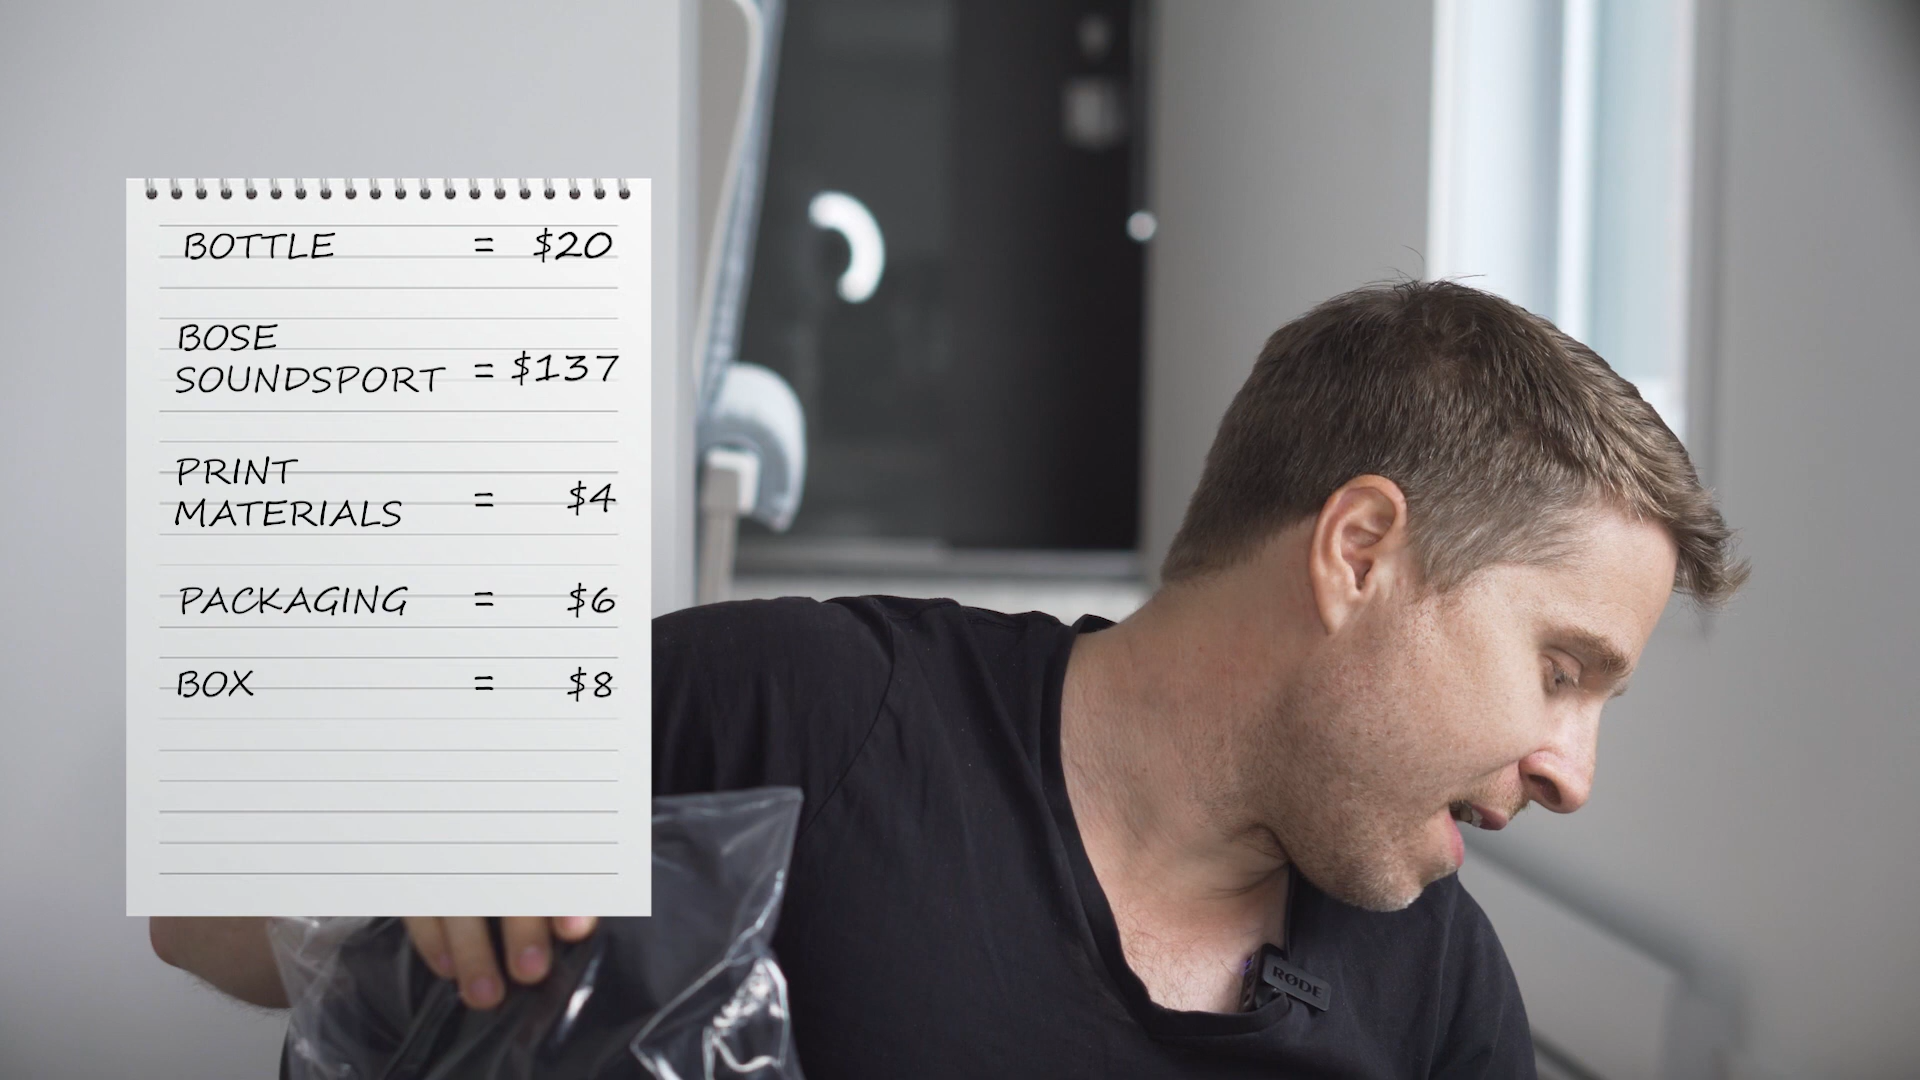 BOTTLE = $20
BOSE
SOUNDSPORT = $137
PRINT
MATERIALS = $4
PACKAGING = $6
BOX = $8
RØDE